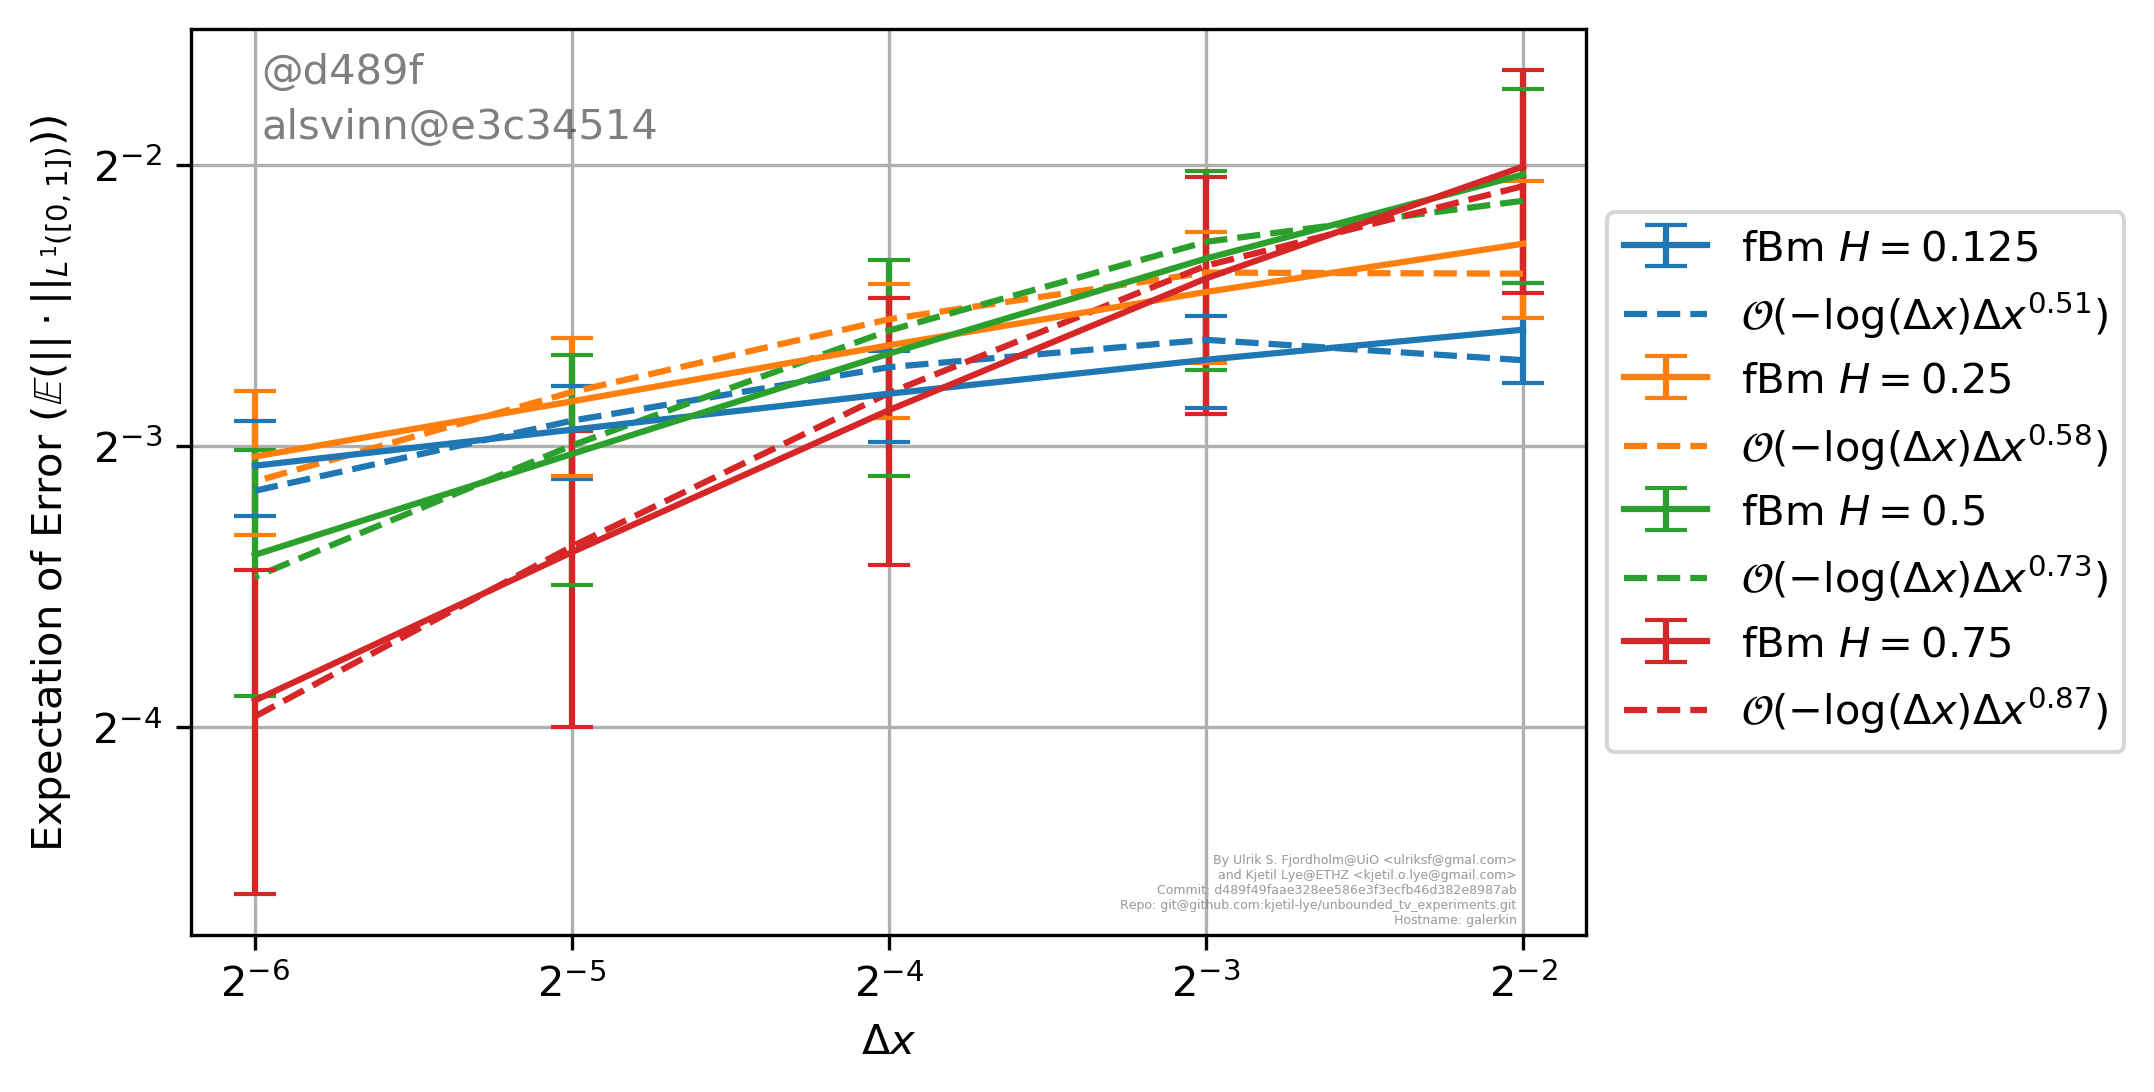 @d489f
alsvinn@e3c34514
Expectation of Error (𝔼(||·||_{L^1([0,1])}))
2^{-2}
2^{-3}
2^{-4}
2^{-6}
2^{-5}
2^{-4}
2^{-3}
2^{-2}
Δx
By Ulrik S. Fjordholm@UiO <ulriksf@gmal.com>
and Kjetil Lye@ETHZ <kjetil.o.lye@gmail.com>
Commit: d489f49faae328ee586e3f3ecfb46d382e8987ab
Repo: git@github.com:kjetil-lye/unbounded_tv_experiments.git
Hostname: galerkin
fBm H = 0.125
𝒪(−log(Δx)Δx^{0.51})
fBm H = 0.25
𝒪(−log(Δx)Δx^{0.58})
fBm H = 0.5
𝒪(−log(Δx)Δx^{0.73})
fBm H = 0.75
𝒪(−log(Δx)Δx^{0.87})